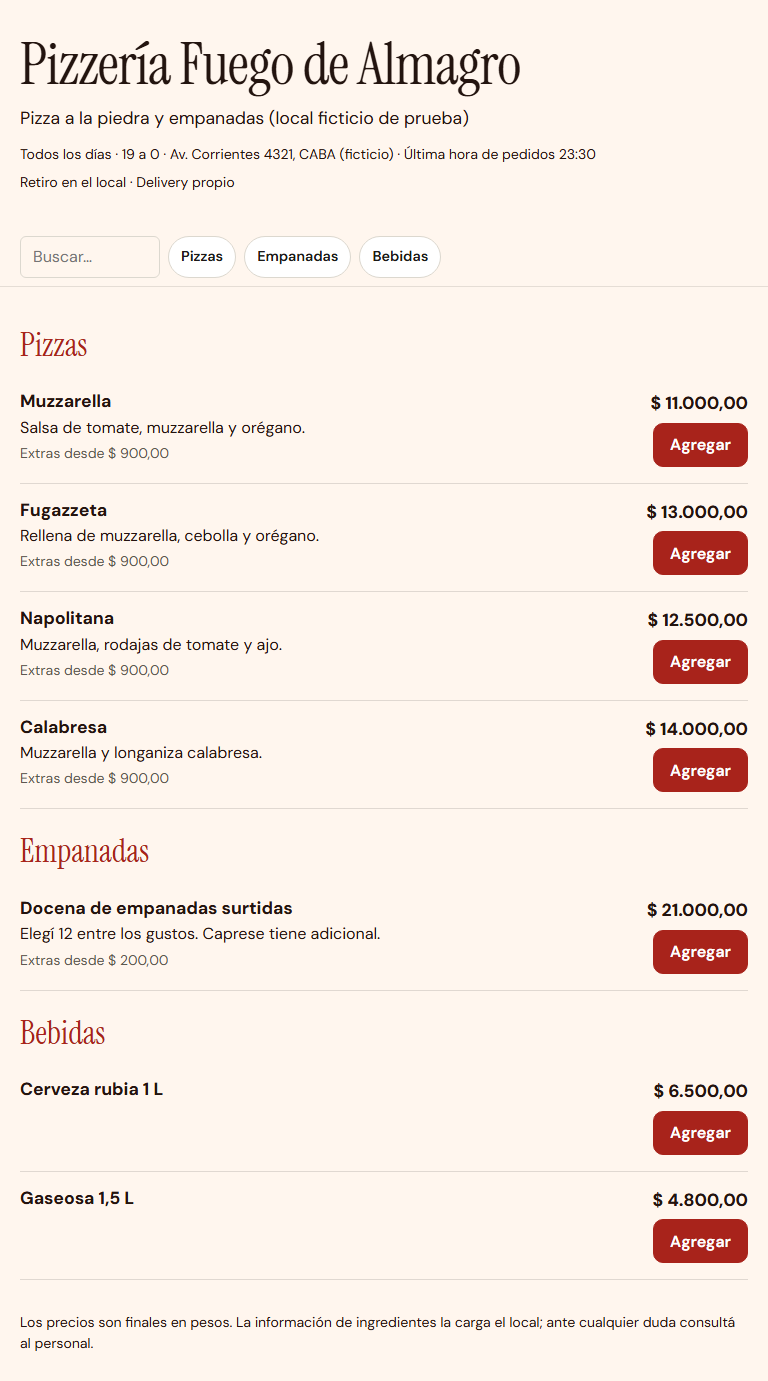 Pizzería Fuego de Almagro
Pizza a la piedra y empanadas (local ficticio de prueba)
Todos los días · 19 a 0 · Av. Corrientes 4321, CABA (ficticio) · Última hora de pedidos 23:30
Retiro en el local · Delivery propio
Buscar...
Pizzas
Empanadas
Bebidas
Pizzas
Muzzarella
$ 11.000,00
Salsa de tomate, muzzarella y orégano.
Extras desde $ 900,00
Agregar
Fugazzeta
$ 13.000,00
Rellena de muzzarella, cebolla y orégano.
Extras desde $ 900,00
Agregar
Napolitana
$ 12.500,00
Muzzarella, rodajas de tomate y ajo.
Extras desde $ 900,00
Agregar
Calabresa
$ 14.000,00
Muzzarella y longaniza calabresa.
Extras desde $ 900,00
Agregar
Empanadas
Docena de empanadas surtidas
$ 21.000,00
Elegí 12 entre los gustos. Caprese tiene adicional.
Extras desde $ 200,00
Agregar
Bebidas
Cerveza rubia 1 L
$ 6.500,00
Agregar
Gaseosa 1,5 L
$ 4.800,00
Agregar
Los precios son finales en pesos. La información de ingredientes la carga el local; ante cualquier duda consultá
al personal.